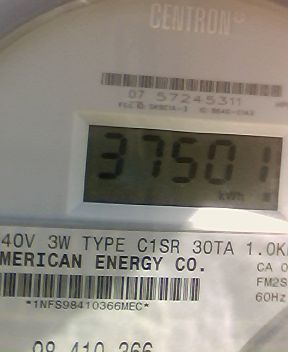 CENTRON
07 57245311
37501
kWh
40V 3W TYPE C1SR 30TA 1.0K
MERICAN ENERGY CO.
CA 0
FM2S
60Hz
*1NFS98410366MEC*
98 410 366